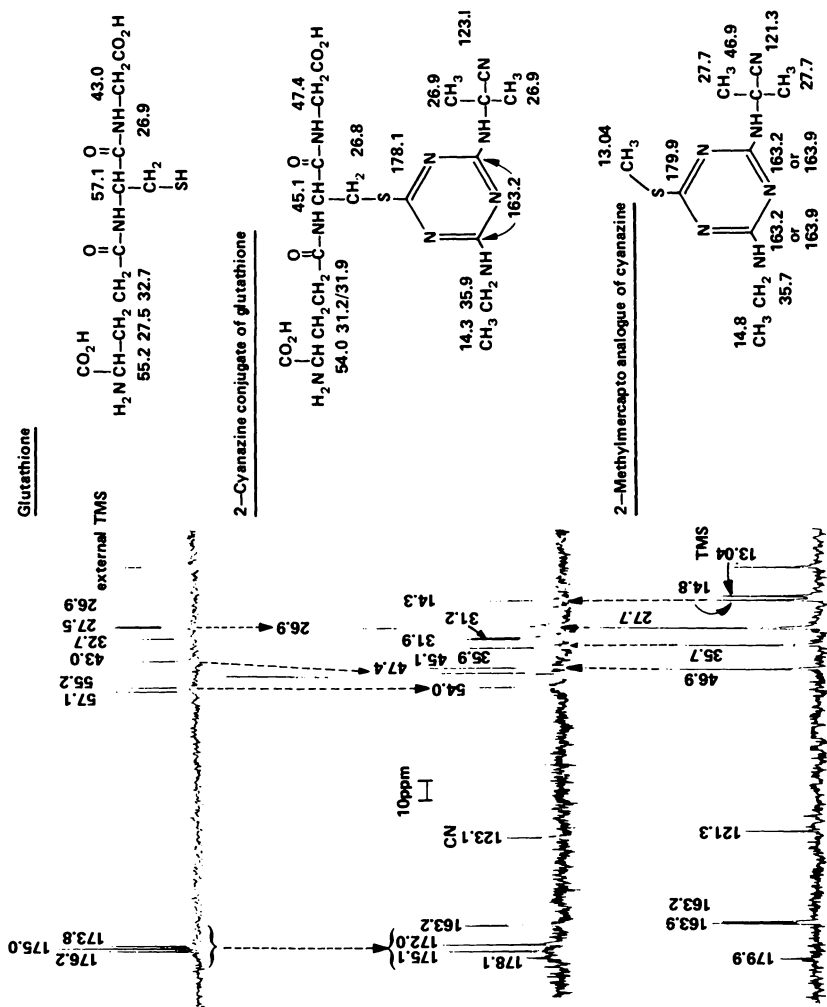 Glutathione
CO₂H O O
H₂N–CH–CH₂ CH₂–C–NH–CH–C–NH–CH₂CO₂H
55.2 27.5 32.7
57.1
43.0
CH₂ 26.9
SH
176.2
175.0
173.8
57.1
55.2
43.0
32.7
27.5
26.9
external TMS
2–Cyanazine conjugate of glutathione
CO₂H O O
H₂N CH CH₂CH₂–C–NH CH–C–NH–CH₂CO₂H
54.0 31.2/31.9
45.1
47.4
CH₂ 26.8
S
178.1
N N
N
163.2
14.3 35.9
CH₃CH₂NH
26.9
CH₃
NH–C–CN 123.1
CH₃
26.9
178.1
175.1
172.0
163.2
CN
123.1
10ppm
54.0
47.4
45.1
35.9
31.9
31.2
26.9
14.3
2–Methylmercapto analogue of cyanazine
13.04
CH₃
S 179.9
N N
N
14.8
CH₃ CH₂ NH
35.7
163.2
or
163.9
163.2
or
163.9
27.7
CH₃ 46.9
NH–C–CN
121.3
CH₃
27.7
179.9
163.9
163.2
121.3
46.9
35.7
27.7
14.8
TMS
13.04